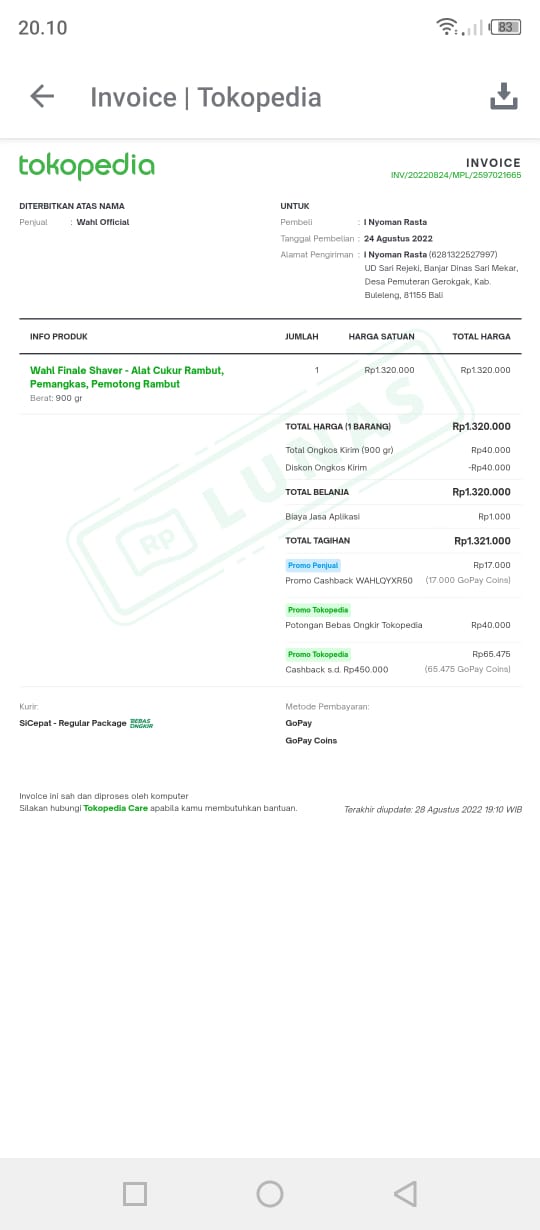 20.10
83
Invoice | Tokopedia
tokopedia
INVOICE
INV/20220824/MPL/2597021665
DITERBITKAN ATAS NAMA
Penjual : Wahl Official
UNTUK
Pembeli : I Nyoman Rasta
Tanggal Pembelian : 24 Agustus 2022
Alamat Pengiriman : I Nyoman Rasta (6281322527997)
UD Sari Rejeki, Banjar Dinas Sari Mekar,
Desa Pemuteran Gerokgak, Kab.
Buleleng, 81155 Bali
INFO PRODUK JUMLAH HARGA SATUAN TOTAL HARGA
Wahl Finale Shaver - Alat Cukur Rambut, 1 Rp1.320.000 Rp1.320.000
Pemangkas, Pemotong Rambut
Berat: 900 gr
RP LUNAS
TOTAL HARGA (1 BARANG) Rp1.320.000
Total Ongkos Kirim (900 gr) Rp40.000
Diskon Ongkos Kirim -Rp40.000
TOTAL BELANJA Rp1.320.000
Biaya Jasa Aplikasi Rp1.000
TOTAL TAGIHAN Rp1.321.000
Promo Penjual Rp17.000
Promo Cashback WAHLQYXR50 (17.000 GoPay Coins)
Promo Tokopedia
Potongan Bebas Ongkir Tokopedia Rp40.000
Promo Tokopedia Rp65.475
Cashback s.d. Rp450.000 (65.475 GoPay Coins)
Kurir:
SiCepat - Regular Package BEBAS ONGKIR
Metode Pembayaran:
GoPay
GoPay Coins
Invoice ini sah dan diproses oleh komputer
Silakan hubungi Tokopedia Care apabila kamu membutuhkan bantuan.
Terakhir diupdate: 28 Agustus 2022 19:10 WIB